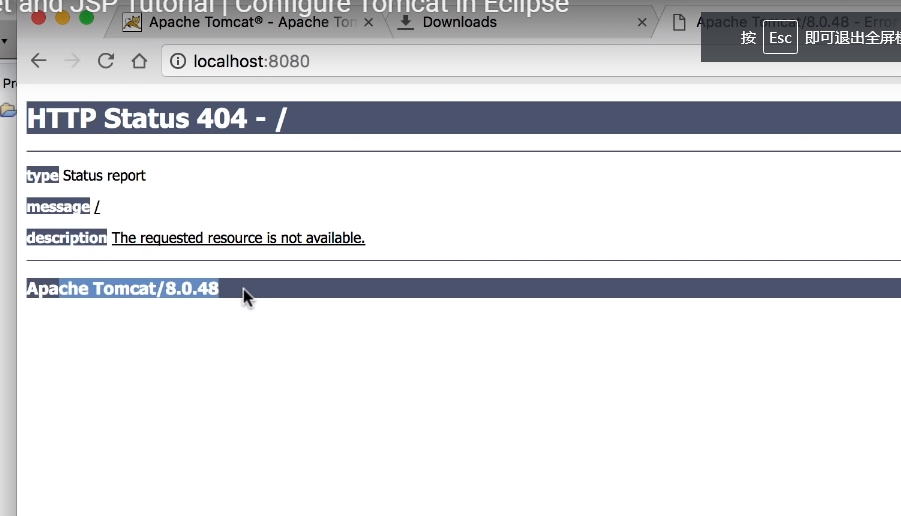 et and JSP Tutorial | Configure Tomcat in Eclipse
Apache Tomcat® - Apache Tom
Downloads
Apache Tomcat/8.0.48 - Error
按 Esc 即可退出全屏模
localhost:8080
Pr
HTTP Status 404 - /
type Status report
message /
description The requested resource is not available.
Apache Tomcat/8.0.48